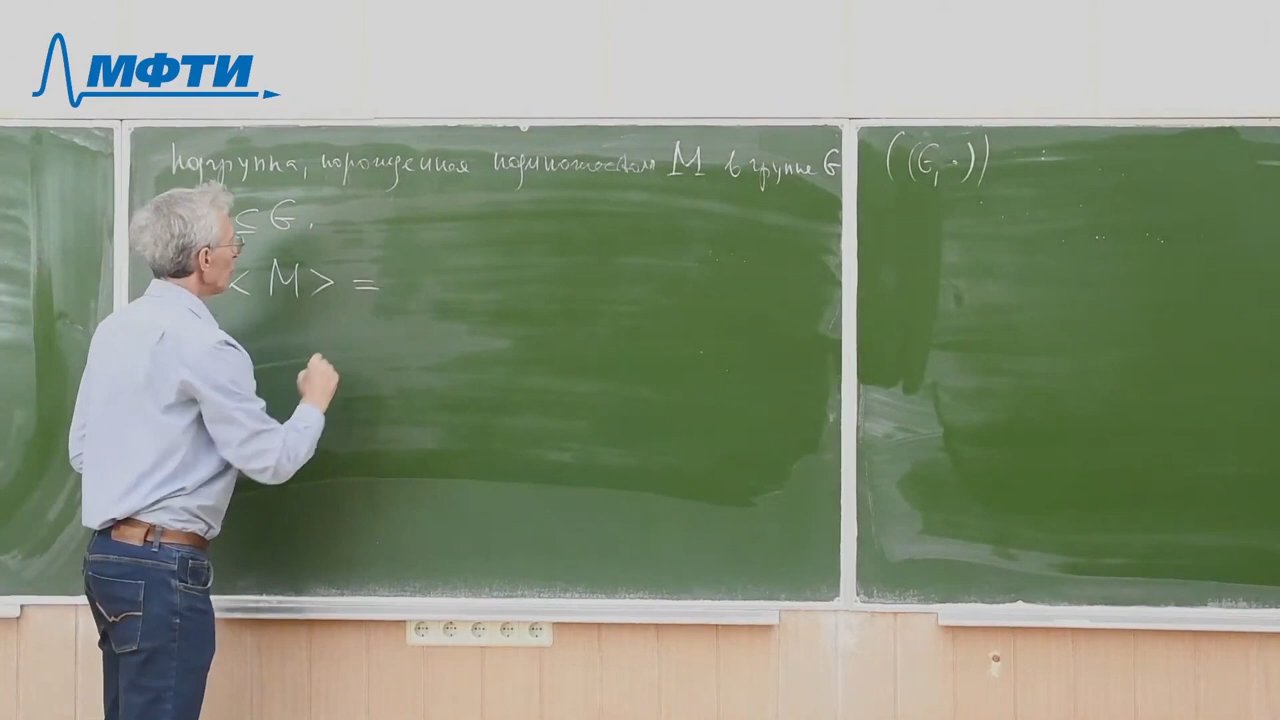 МФТИ
Подгруппа, порожденная подмножеством M в группе G ((G, ·))
⊆ G.
< M > =